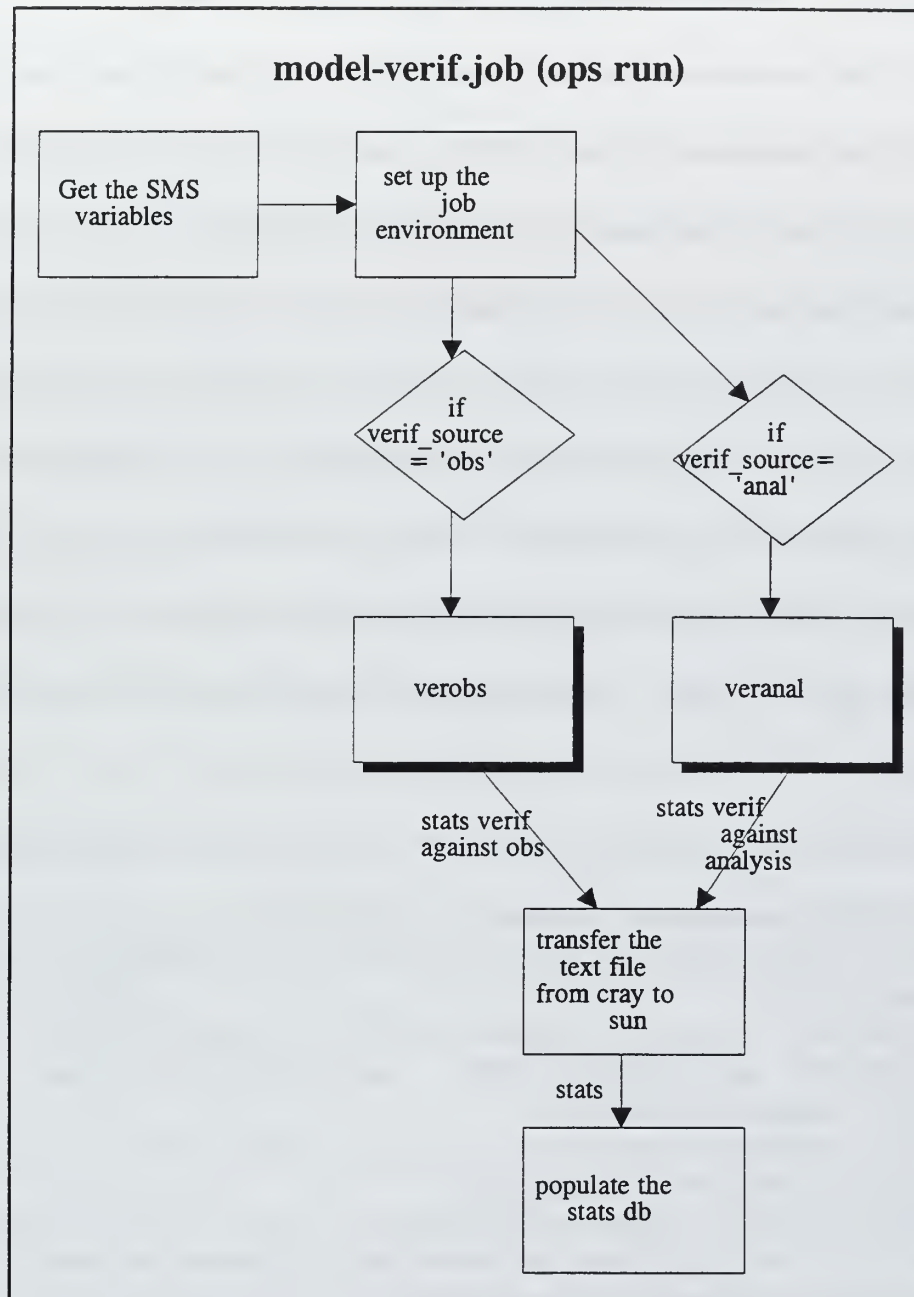 model-verif.job (ops run)
Get the SMS
variables
set up the
job
environment
if
verif_source
= 'obs'
if
verif_source=
'anal'
verobs
veranal
stats verif
against obs
stats verif
against
analysis
transfer the
text file
from cray to
sun
stats
populate the
stats db